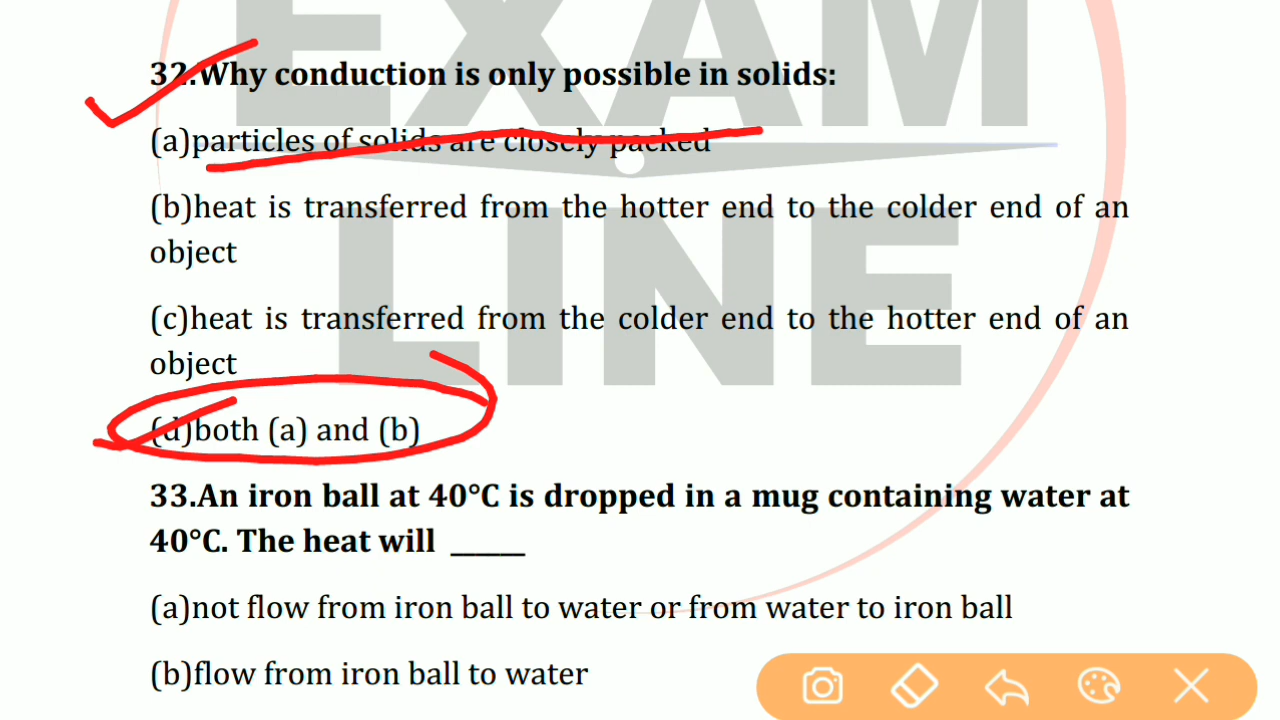 EXAM
LINE
32.Why conduction is only possible in solids:
(a)particles of solids are closely packed
(b)heat is transferred from the hotter end to the colder end of an
object
(c)heat is transferred from the colder end to the hotter end of an
object
(d)both (a) and (b)
33.An iron ball at 40°C is dropped in a mug containing water at
40°C. The heat will ______
(a)not flow from iron ball to water or from water to iron ball
(b)flow from iron ball to water